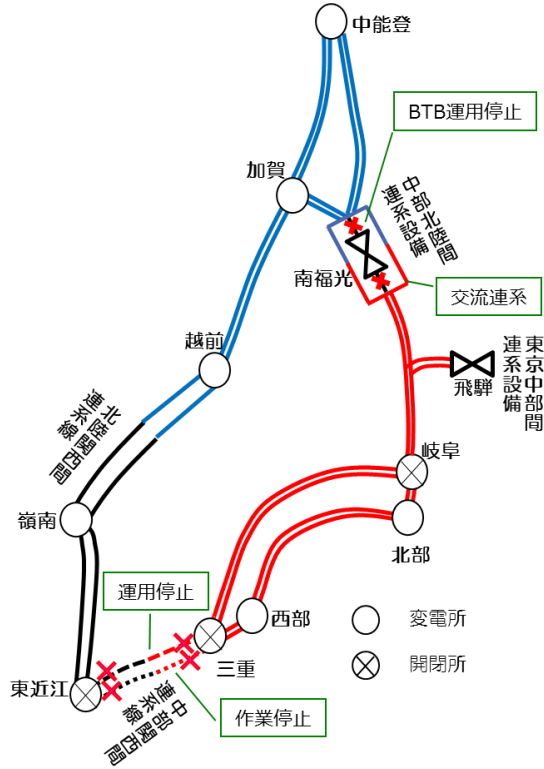 中能登
BTB運用停止
加賀
中部北陸間
連系設備
南福光
交流連系
越前
東京中部間
連系設備
飛騨
北陸関西間
連系線
岐阜
嶺南
北部
運用停止
西部
変電所
三重
開閉所
東近江
中部関西間
連系線
作業停止